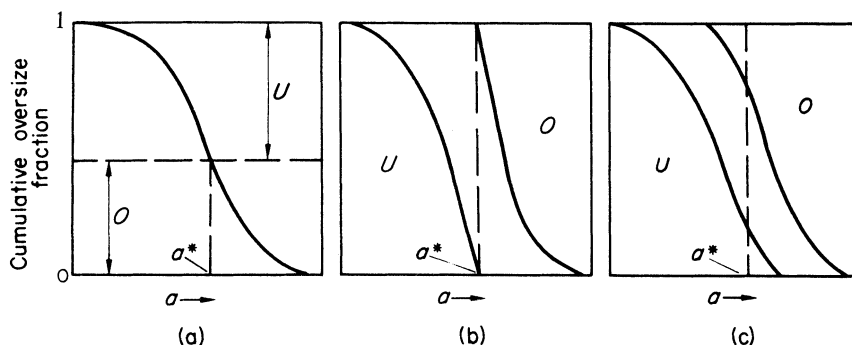 Cumulative oversize
fraction
1
0
U
O
a*
a→
(a)
U
O
a*
a→
(b)
U
O
a*
a→
(c)